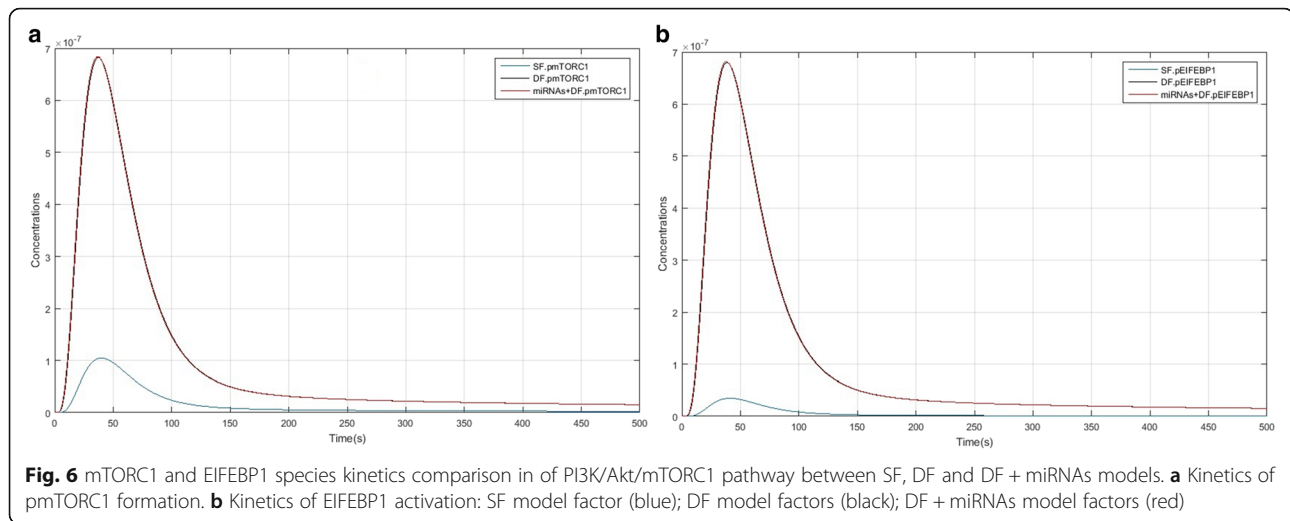 a
×10⁻⁷
7
6
5
4
3
2
1
0
Concentrations
0 50 100 150 200 250 300 350 400 450 500
Time(s)
SF.pmTORC1
DF.pmTORC1
miRNAs+DF.pmTORC1
b
×10⁻⁷
7
6
5
4
3
2
1
0
Concentrations
0 50 100 150 200 250 300 350 400 450 500
Time(s)
SF.pEIFEBP1
DF.pEIFEBP1
miRNAs+DF.pEIFEBP1
Fig. 6 mTORC1 and EIFEBP1 species kinetics comparison in of PI3K/Akt/mTORC1 pathway between SF, DF and DF + miRNAs models. a Kinetics of
pmTORC1 formation. b Kinetics of EIFEBP1 activation: SF model factor (blue); DF model factors (black); DF + miRNAs model factors (red)